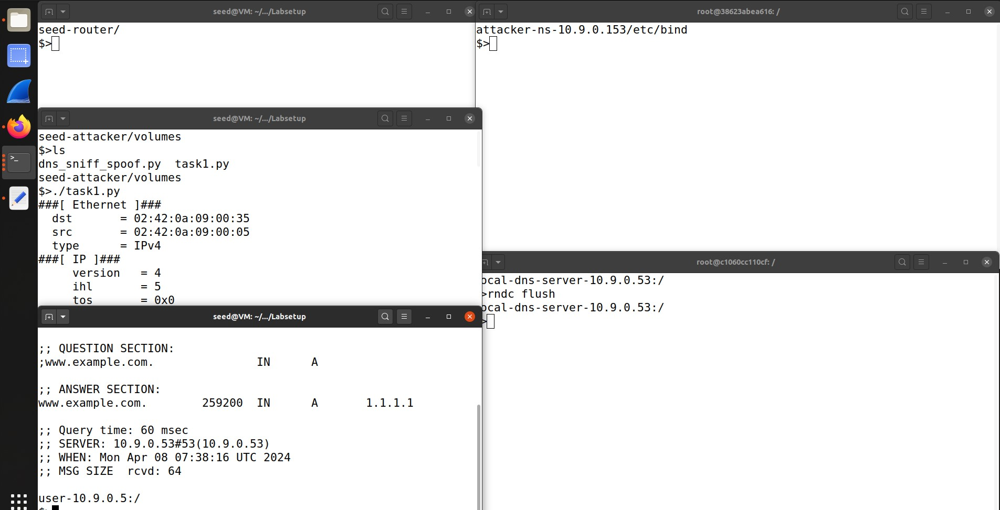 seed@VM: ~/.../Labsetup
seed-router/
$>
root@38623abea616: /
attacker-ns-10.9.0.153/etc/bind
$>
seed@VM: ~/.../Labsetup
seed-attacker/volumes
$>ls
dns_sniff_spoof.py  task1.py
seed-attacker/volumes
$>./task1.py
###[ Ethernet ]###
  dst       = 02:42:0a:09:00:35
  src       = 02:42:0a:09:00:05
  type      = IPv4
###[ IP ]###
     version   = 4
     ihl       = 5
     tos       = 0x0
root@c1060cc110cf: /
ocal-dns-server-10.9.0.53:/
>rndc flush
ocal-dns-server-10.9.0.53:/
>
seed@VM: ~/.../Labsetup
;; QUESTION SECTION:
;www.example.com.               IN      A
;; ANSWER SECTION:
www.example.com.        259200  IN      A       1.1.1.1
;; Query time: 60 msec
;; SERVER: 10.9.0.53#53(10.9.0.53)
;; WHEN: Mon Apr 08 07:38:16 UTC 2024
;; MSG SIZE  rcvd: 64
user-10.9.0.5:/
$>